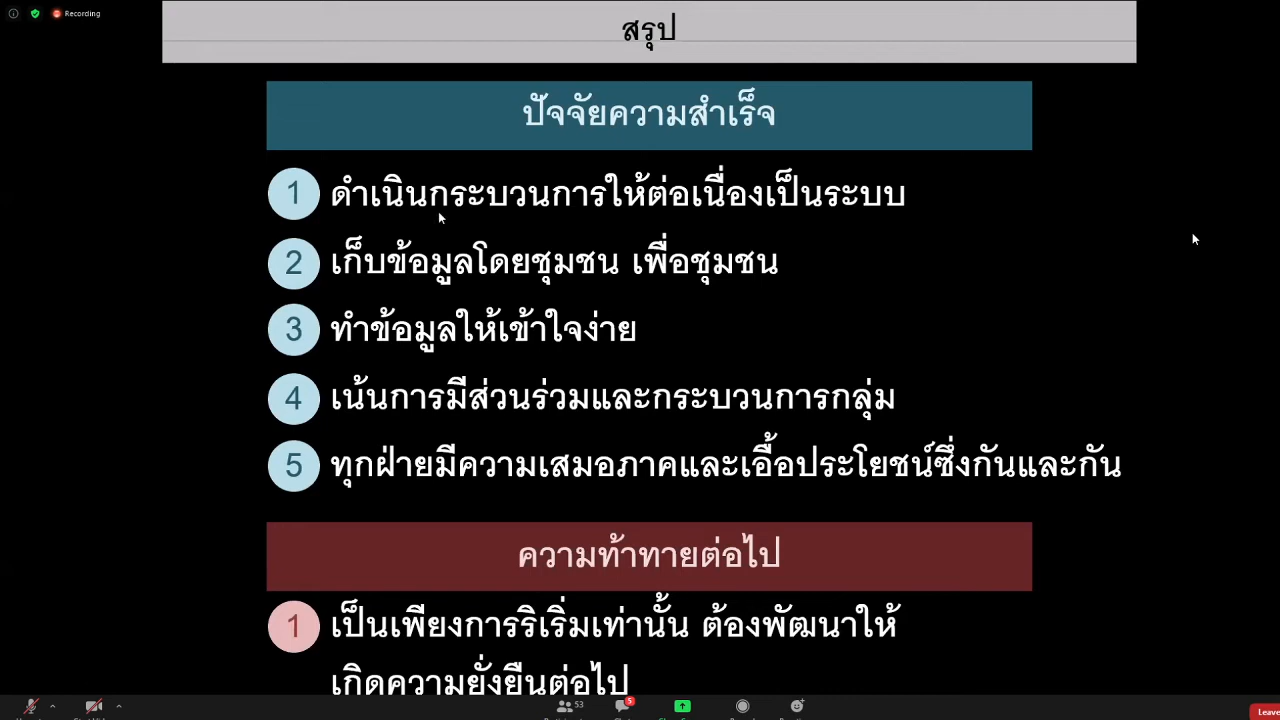 Recording
สรุป
ปัจจัยความสำเร็จ
1 ดำเนินกระบวนการให้ต่อเนื่องเป็นระบบ
2 เก็บข้อมูลโดยชุมชน เพื่อชุมชน
3 ทำข้อมูลให้เข้าใจง่าย
4 เน้นการมีส่วนร่วมและกระบวนการกลุ่ม
5 ทุกฝ่ายมีความเสมอภาคและเอื้อประโยชน์ซึ่งกันและกัน
ความท้าทายต่อไป
1 เป็นเพียงการริเริ่มเท่านั้น ต้องพัฒนาให้
เกิดความยั่งยืนต่อไป
53 5
Leave